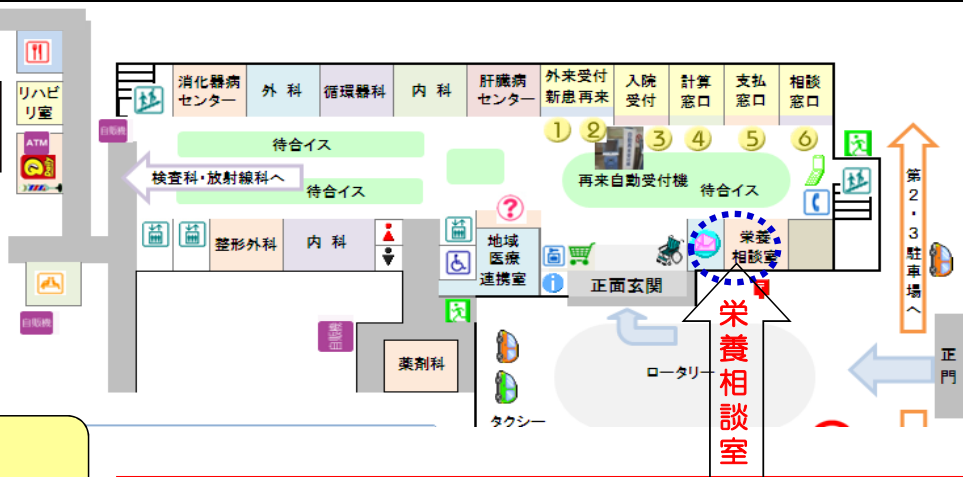 リハビ
リ室
ATM
自販機
消化器病
センター
外 科
循環器科
内 科
肝臓病
センター
外来受付
新患再来
入院
受付
計算
窓口
支払
窓口
相談
窓口
1
2
3
4
5
6
待合イス
検査科・放射線科へ
待合イス
再来自動受付機
待合イス
第2・3駐車場へ
整形外科
内 科
?
地域
医療
連携室
i
正面玄関
栄養
相談室
自販機
自販機
薬剤科
タクシー
ロータリー
栄養相談室
正門